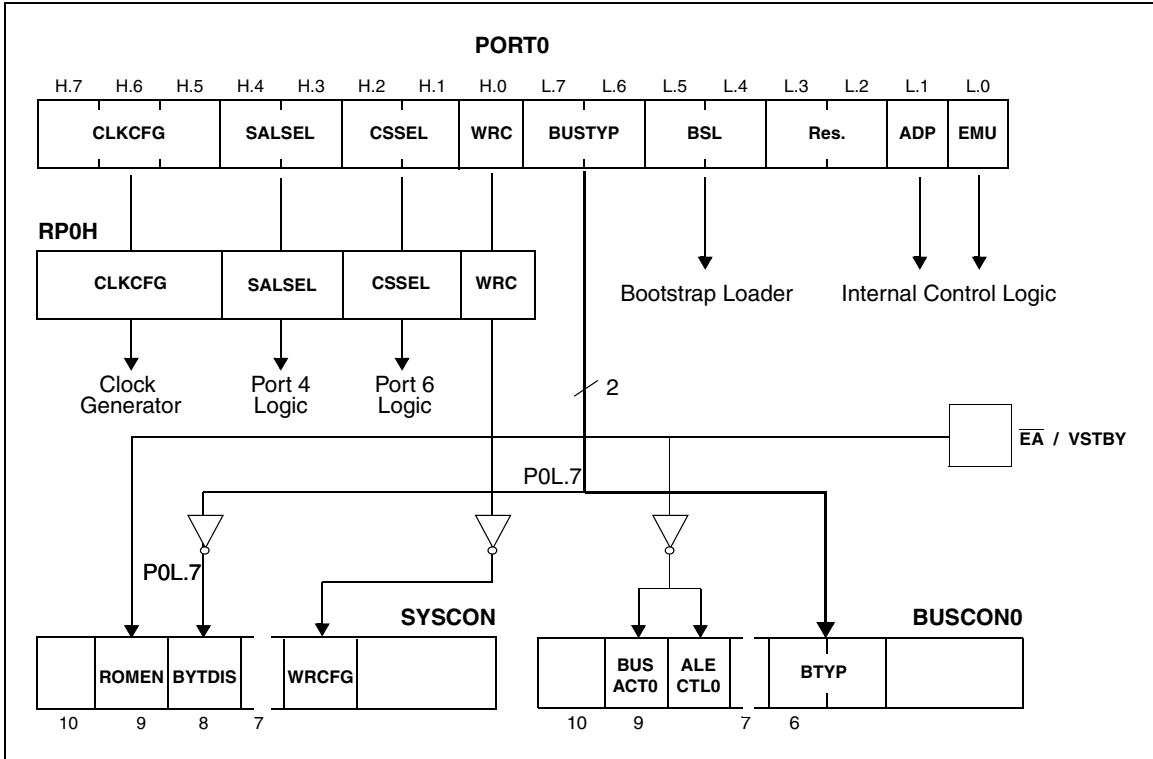 PORT0
H.7 H.6 H.5 H.4 H.3 H.2 H.1 H.0 L.7 L.6 L.5 L.4 L.3 L.2 L.1 L.0
CLKCFG SALSEL CSSEL WRC BUSTYP BSL Res. ADP EMU
RP0H
CLKCFG SALSEL CSSEL WRC
Bootstrap Loader Internal Control Logic
Clock Generator
Port 4 Logic
Port 6 Logic
2
EA / VSTBY
P0L.7
P0L.7
SYSCON BUSCON0
ROMEN BYTDIS WRCFG
BUS ACT0
ALE CTL0
BTYP
10 9 8 7 10 9 7 6